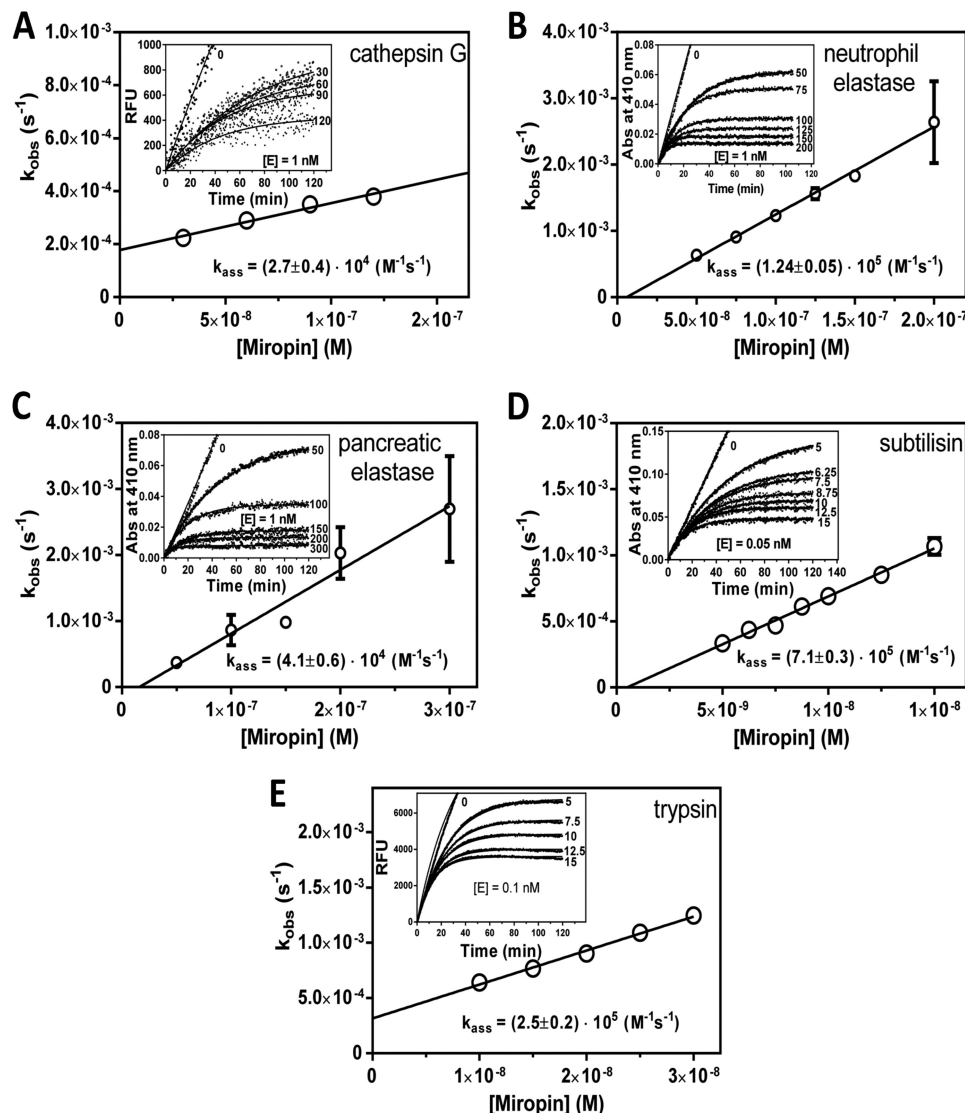 A
cathepsin G
k_obs (s⁻¹)
1.0×10⁻³
8.0×10⁻⁴
6.0×10⁻⁴
4.0×10⁻⁴
2.0×10⁻⁴
0
RFU
1000
800
600
400
200
0
0
30
60
90
120
[E] = 1 nM
0 20 40 60 80 100 120
Time (min)
k_ass = (2.7±0.4) · 10⁴ (M⁻¹s⁻¹)
0 5×10⁻⁸ 1×10⁻⁷ 2×10⁻⁷
[Miropin] (M)
B
neutrophil
elastase
k_obs (s⁻¹)
4.0×10⁻³
3.0×10⁻³
2.0×10⁻³
1.0×10⁻³
0
Abs at 410 nm
0.08
0.06
0.04
0.02
0.00
0
50
75
100
125
150
200
[E] = 1 nM
0 20 40 60 80 100 120
Time (min)
k_ass = (1.24±0.05) · 10⁵ (M⁻¹s⁻¹)
0 5.0×10⁻⁸ 1.0×10⁻⁷ 1.5×10⁻⁷ 2.0×10⁻⁷
[Miropin] (M)
C
pancreatic
elastase
k_obs (s⁻¹)
4.0×10⁻³
3.0×10⁻³
2.0×10⁻³
1.0×10⁻³
0
Abs at 410 nm
0.08
0.06
0.04
0.02
0.00
0
50
100
[E] = 1 nM
150
200
300
0 20 40 60 80 100 120
Time (min)
k_ass = (4.1±0.6) · 10⁴ (M⁻¹s⁻¹)
0 1×10⁻⁷ 2×10⁻⁷ 3×10⁻⁷
[Miropin] (M)
D
subtilisin
k_obs (s⁻¹)
2.0×10⁻³
1.5×10⁻³
1.0×10⁻³
5.0×10⁻⁴
0
Abs at 410 nm
0.15
0.10
0.05
0.00
0
5
6.25
7.5
8.75
10
12.5
15
[E] = 0.05 nM
0 20 40 60 80 100 120 140
Time (min)
k_ass = (7.1±0.3) · 10⁵ (M⁻¹s⁻¹)
0 5×10⁻⁹ 1×10⁻⁸ 1×10⁻⁸
[Miropin] (M)
E
trypsin
k_obs (s⁻¹)
2.0×10⁻³
1.5×10⁻³
1.0×10⁻³
5.0×10⁻⁴
0
RFU
6000
4000
2000
0
0
5
7.5
10
12.5
15
[E] = 0.1 nM
0 20 40 60 80 100 120
Time (min)
k_ass = (2.5±0.2) · 10⁵ (M⁻¹s⁻¹)
0 1×10⁻⁸ 2×10⁻⁸ 3×10⁻⁸
[Miropin] (M)